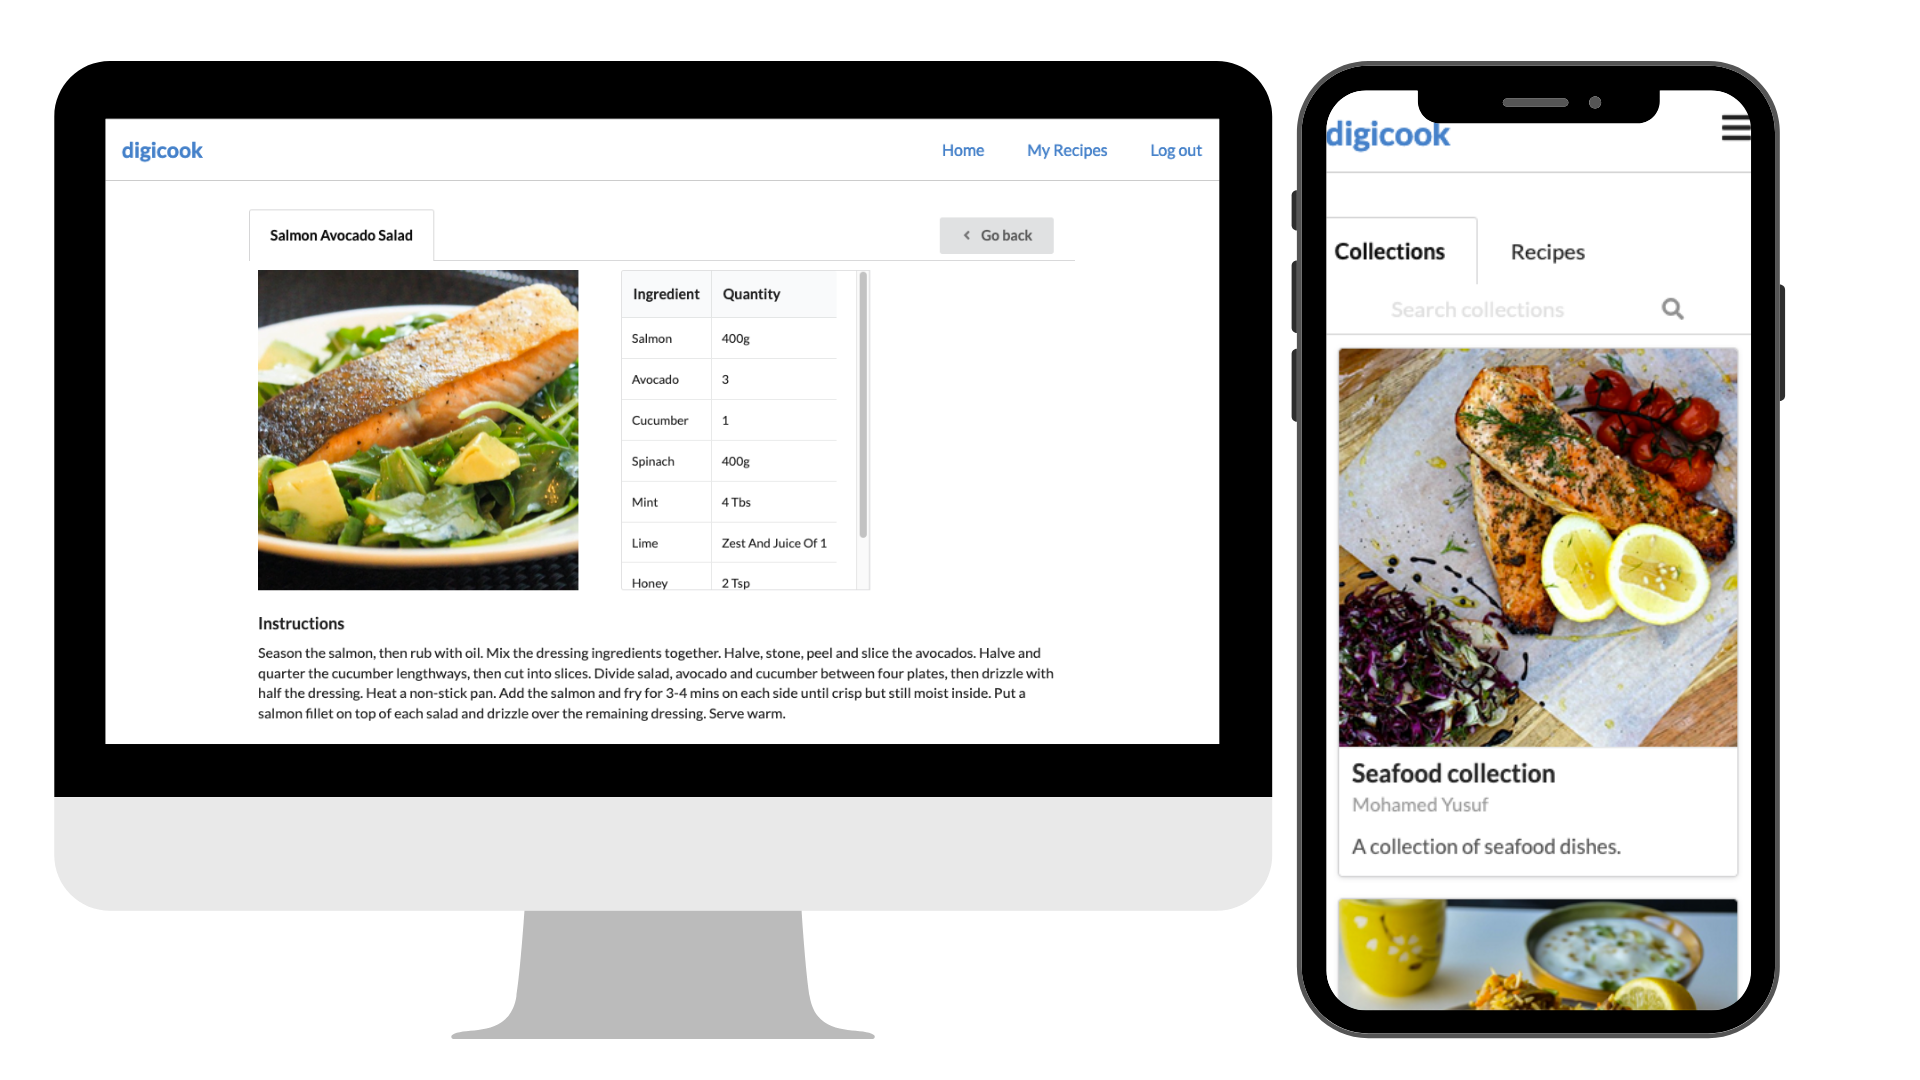 digicook
Home My Recipes Log out
Salmon Avocado Salad
Go back
Ingredient Quantity
Salmon 400g
Avocado 3
Cucumber 1
Spinach 400g
Mint 4 Tbs
Lime Zest And Juice Of 1
Honey 2 Tsp
Instructions
Season the salmon, then rub with oil. Mix the dressing ingredients together. Halve, stone, peel and slice the avocados. Halve and
quarter the cucumber lengthways, then cut into slices. Divide salad, avocado and cucumber between four plates, then drizzle with
half the dressing. Heat a non-stick pan. Add the salmon and fry for 3-4 mins on each side until crisp but still moist inside. Put a
salmon fillet on top of each salad and drizzle over the remaining dressing. Serve warm.
digicook
Collections Recipes
Search collections
Seafood collection
Mohamed Yusuf
A collection of seafood dishes.